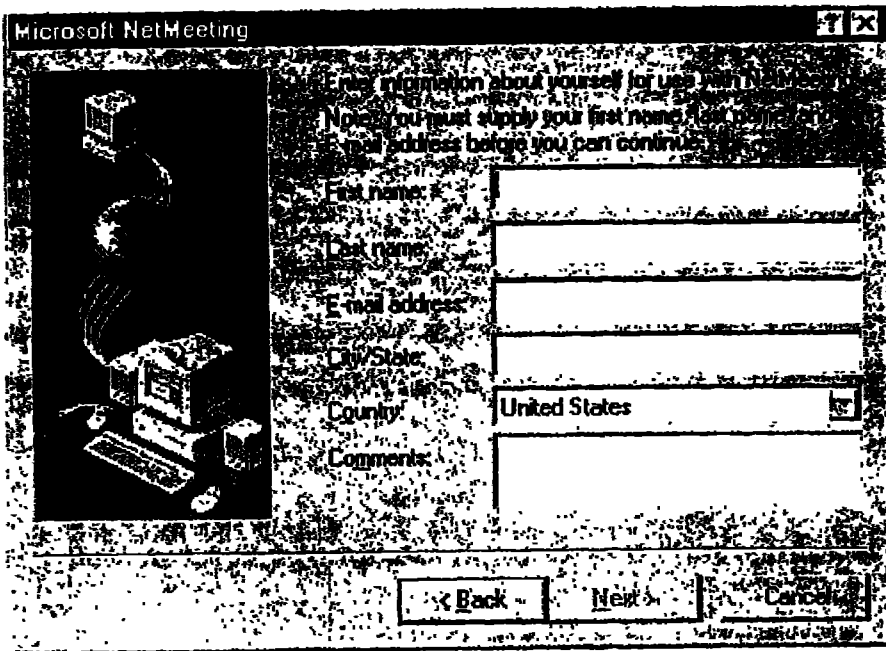 Microsoft NetMeeting
Enter information about yourself for use with NetMeeting.
Note: You must supply your first name, last name, and
E-mail address before you can continue.
First name:
Last name:
E-mail address:
City/State:
Country: United States
Comments:
< Back Next > Cancel